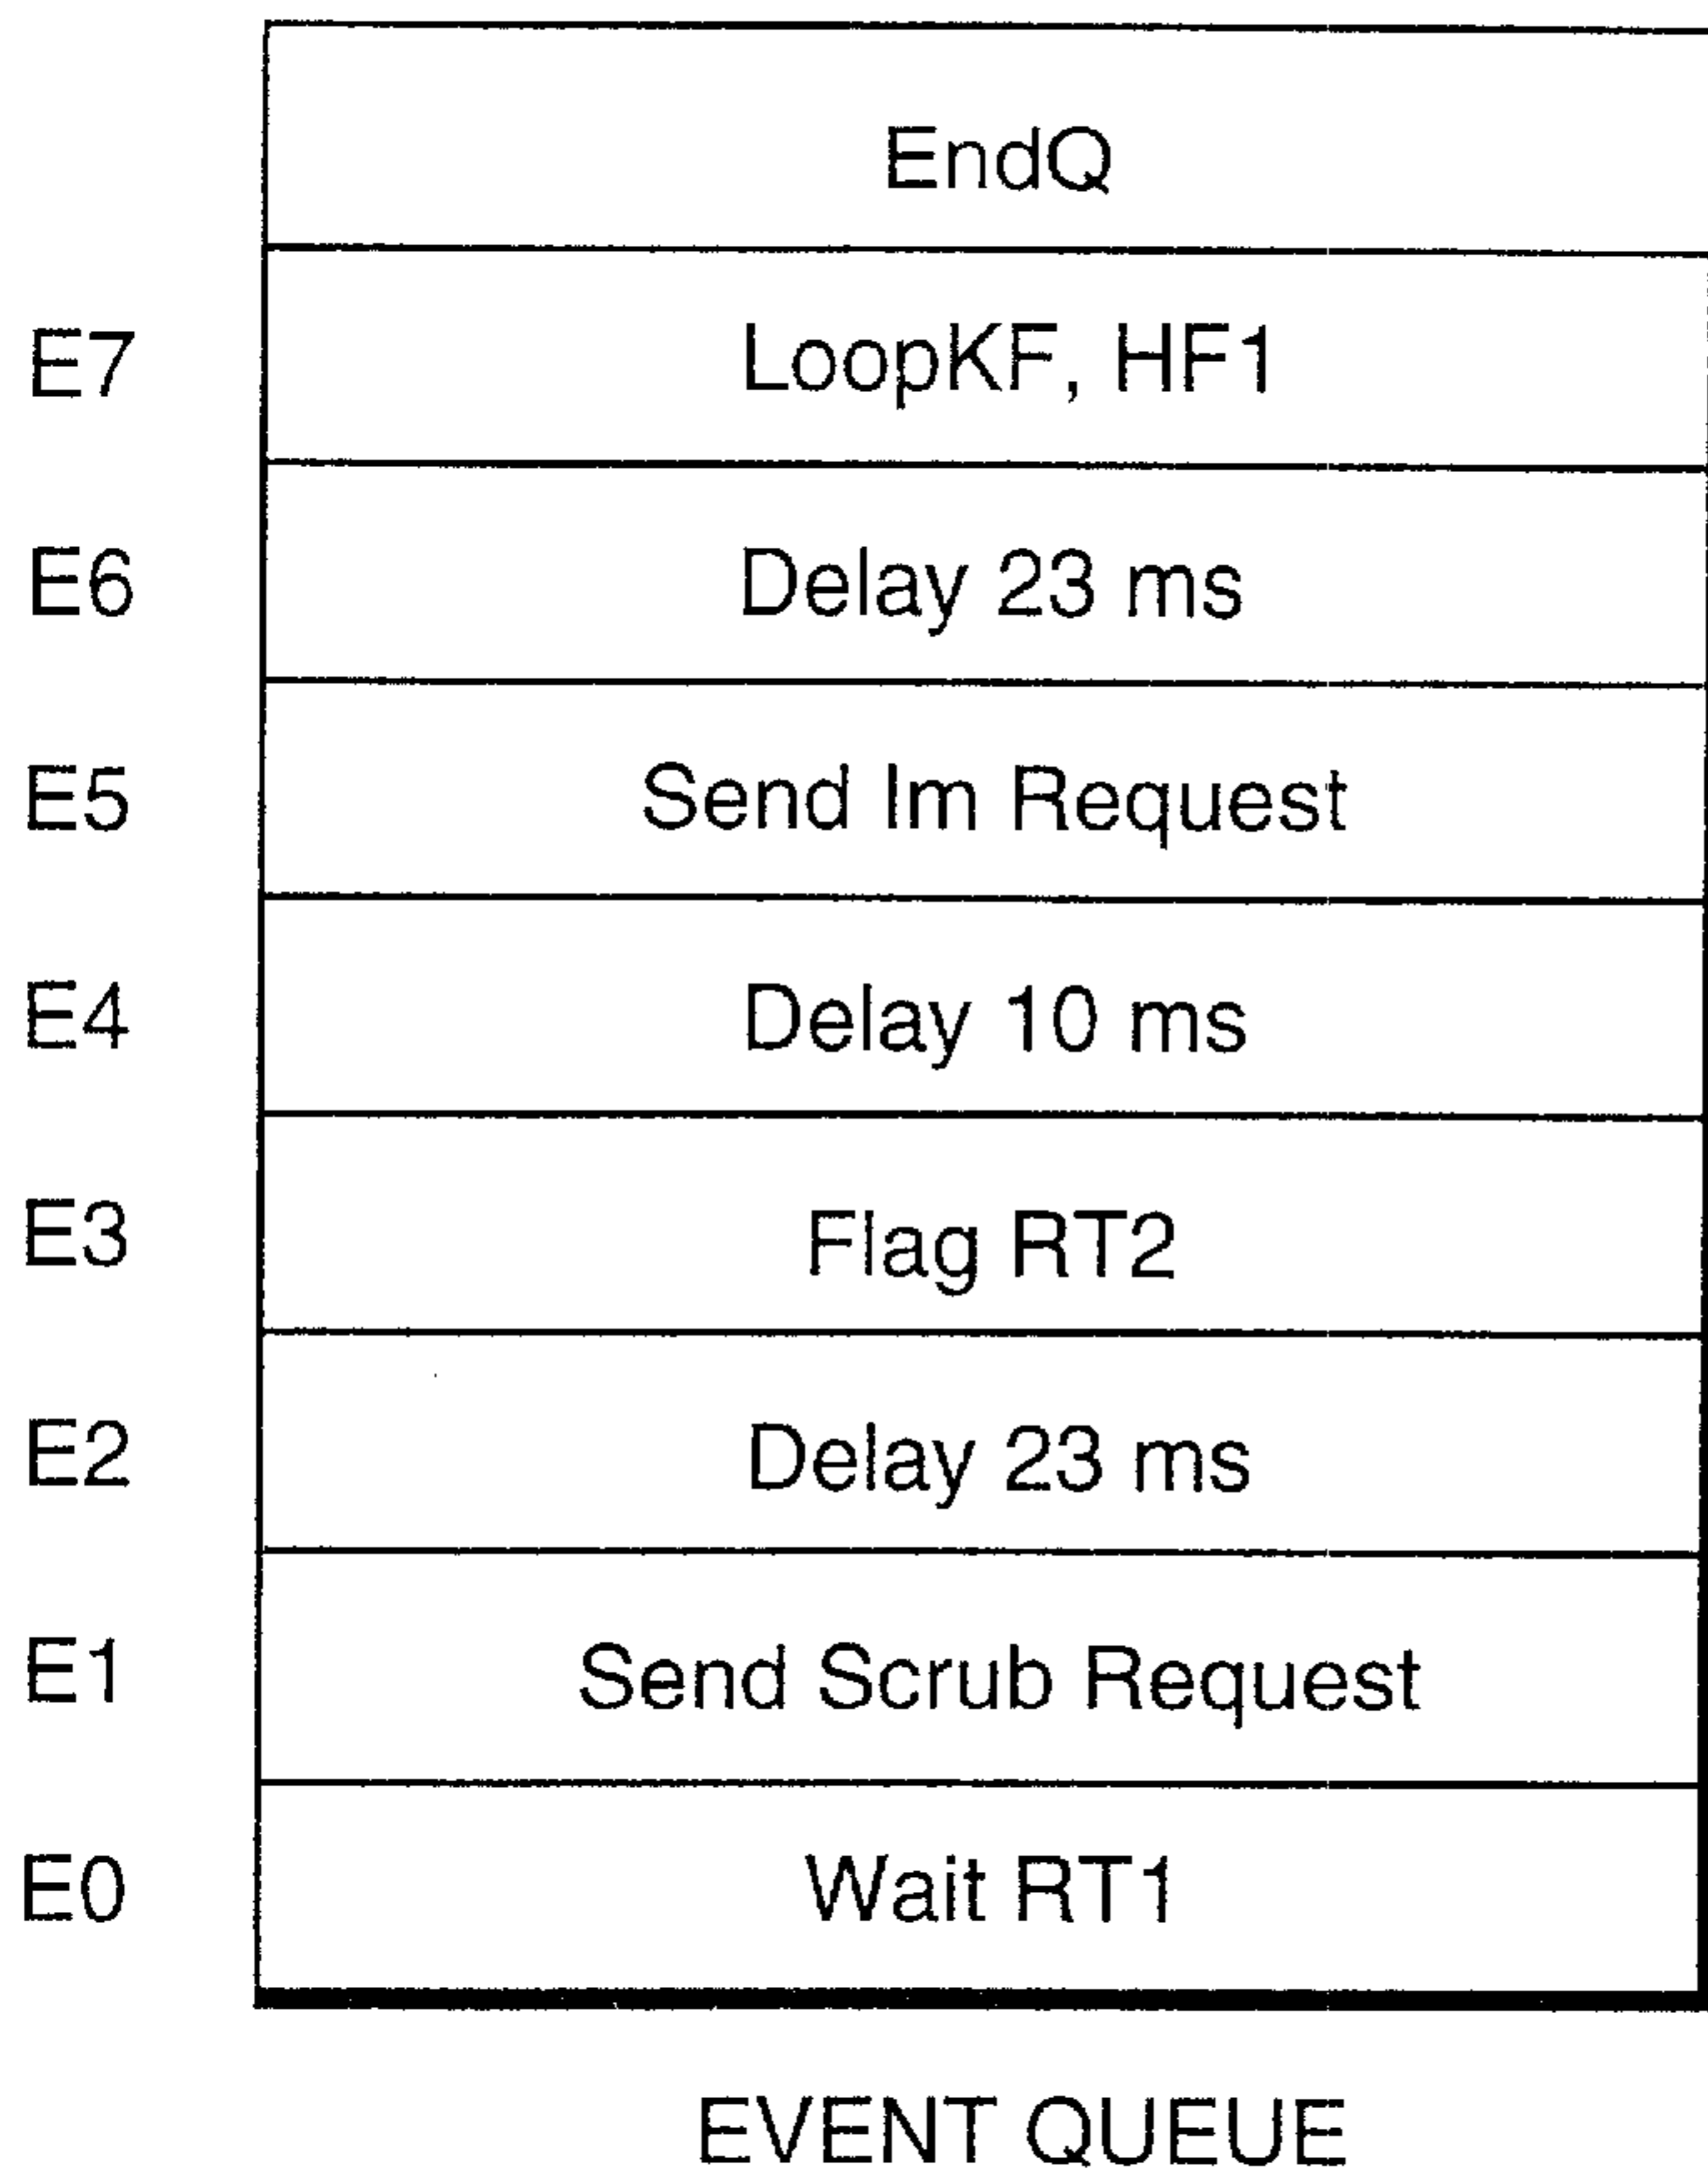 EndQ
E7 LoopKF, HF1
E6 Delay 23 ms
E5 Send Im Request
E4 Delay 10 ms
E3 Flag RT2
E2 Delay 23 ms
E1 Send Scrub Request
E0 Wait RT1
EVENT QUEUE